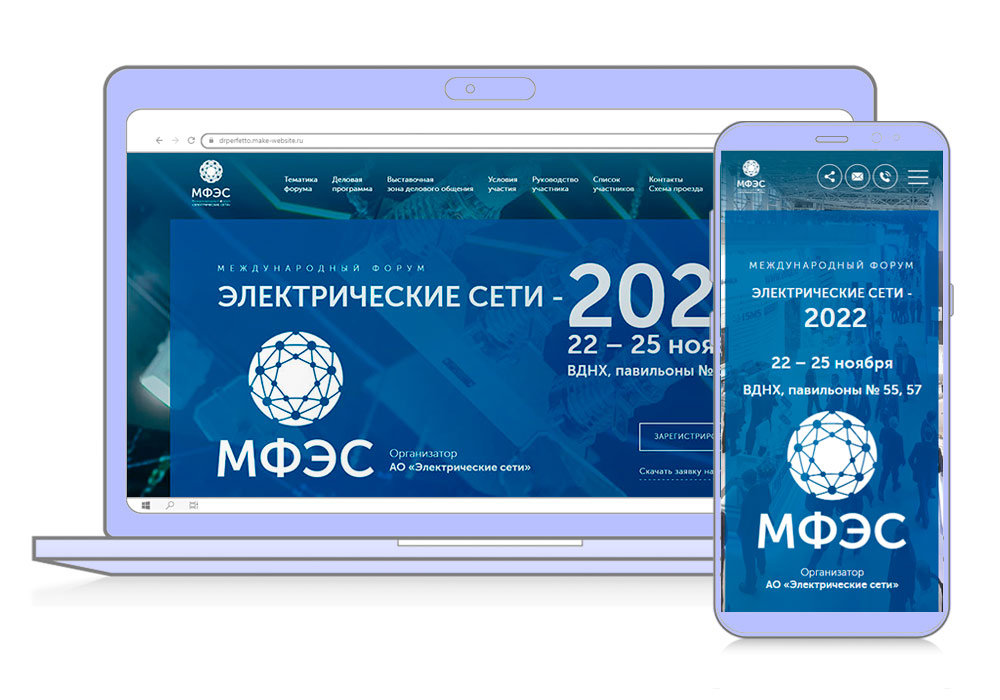 drperfetto.make-website.ru
МФЭС
Тематика
форума
Деловая
программа
Выставочная
зона делового общения
Условия
участия
Руководство
участника
Список
участников
Контакты
Схема проезда
МЕЖДУНАРОДНЫЙ ФОРУМ
ЭЛЕКТРИЧЕСКИЕ СЕТИ - 202
22 – 25 ноя
ВДНХ, павильоны №
МФЭС
Организатор
АО «Электрические сети»
ЗАРЕГИСТРИРО
Скачать заявку на
МФЭС
МЕЖДУНАРОДНЫЙ ФОРУМ
ЭЛЕКТРИЧЕСКИЕ СЕТИ -
2022
22 – 25 ноября
ВДНХ, павильоны № 55, 57
МФЭС
Организатор
АО «Электрические сети»